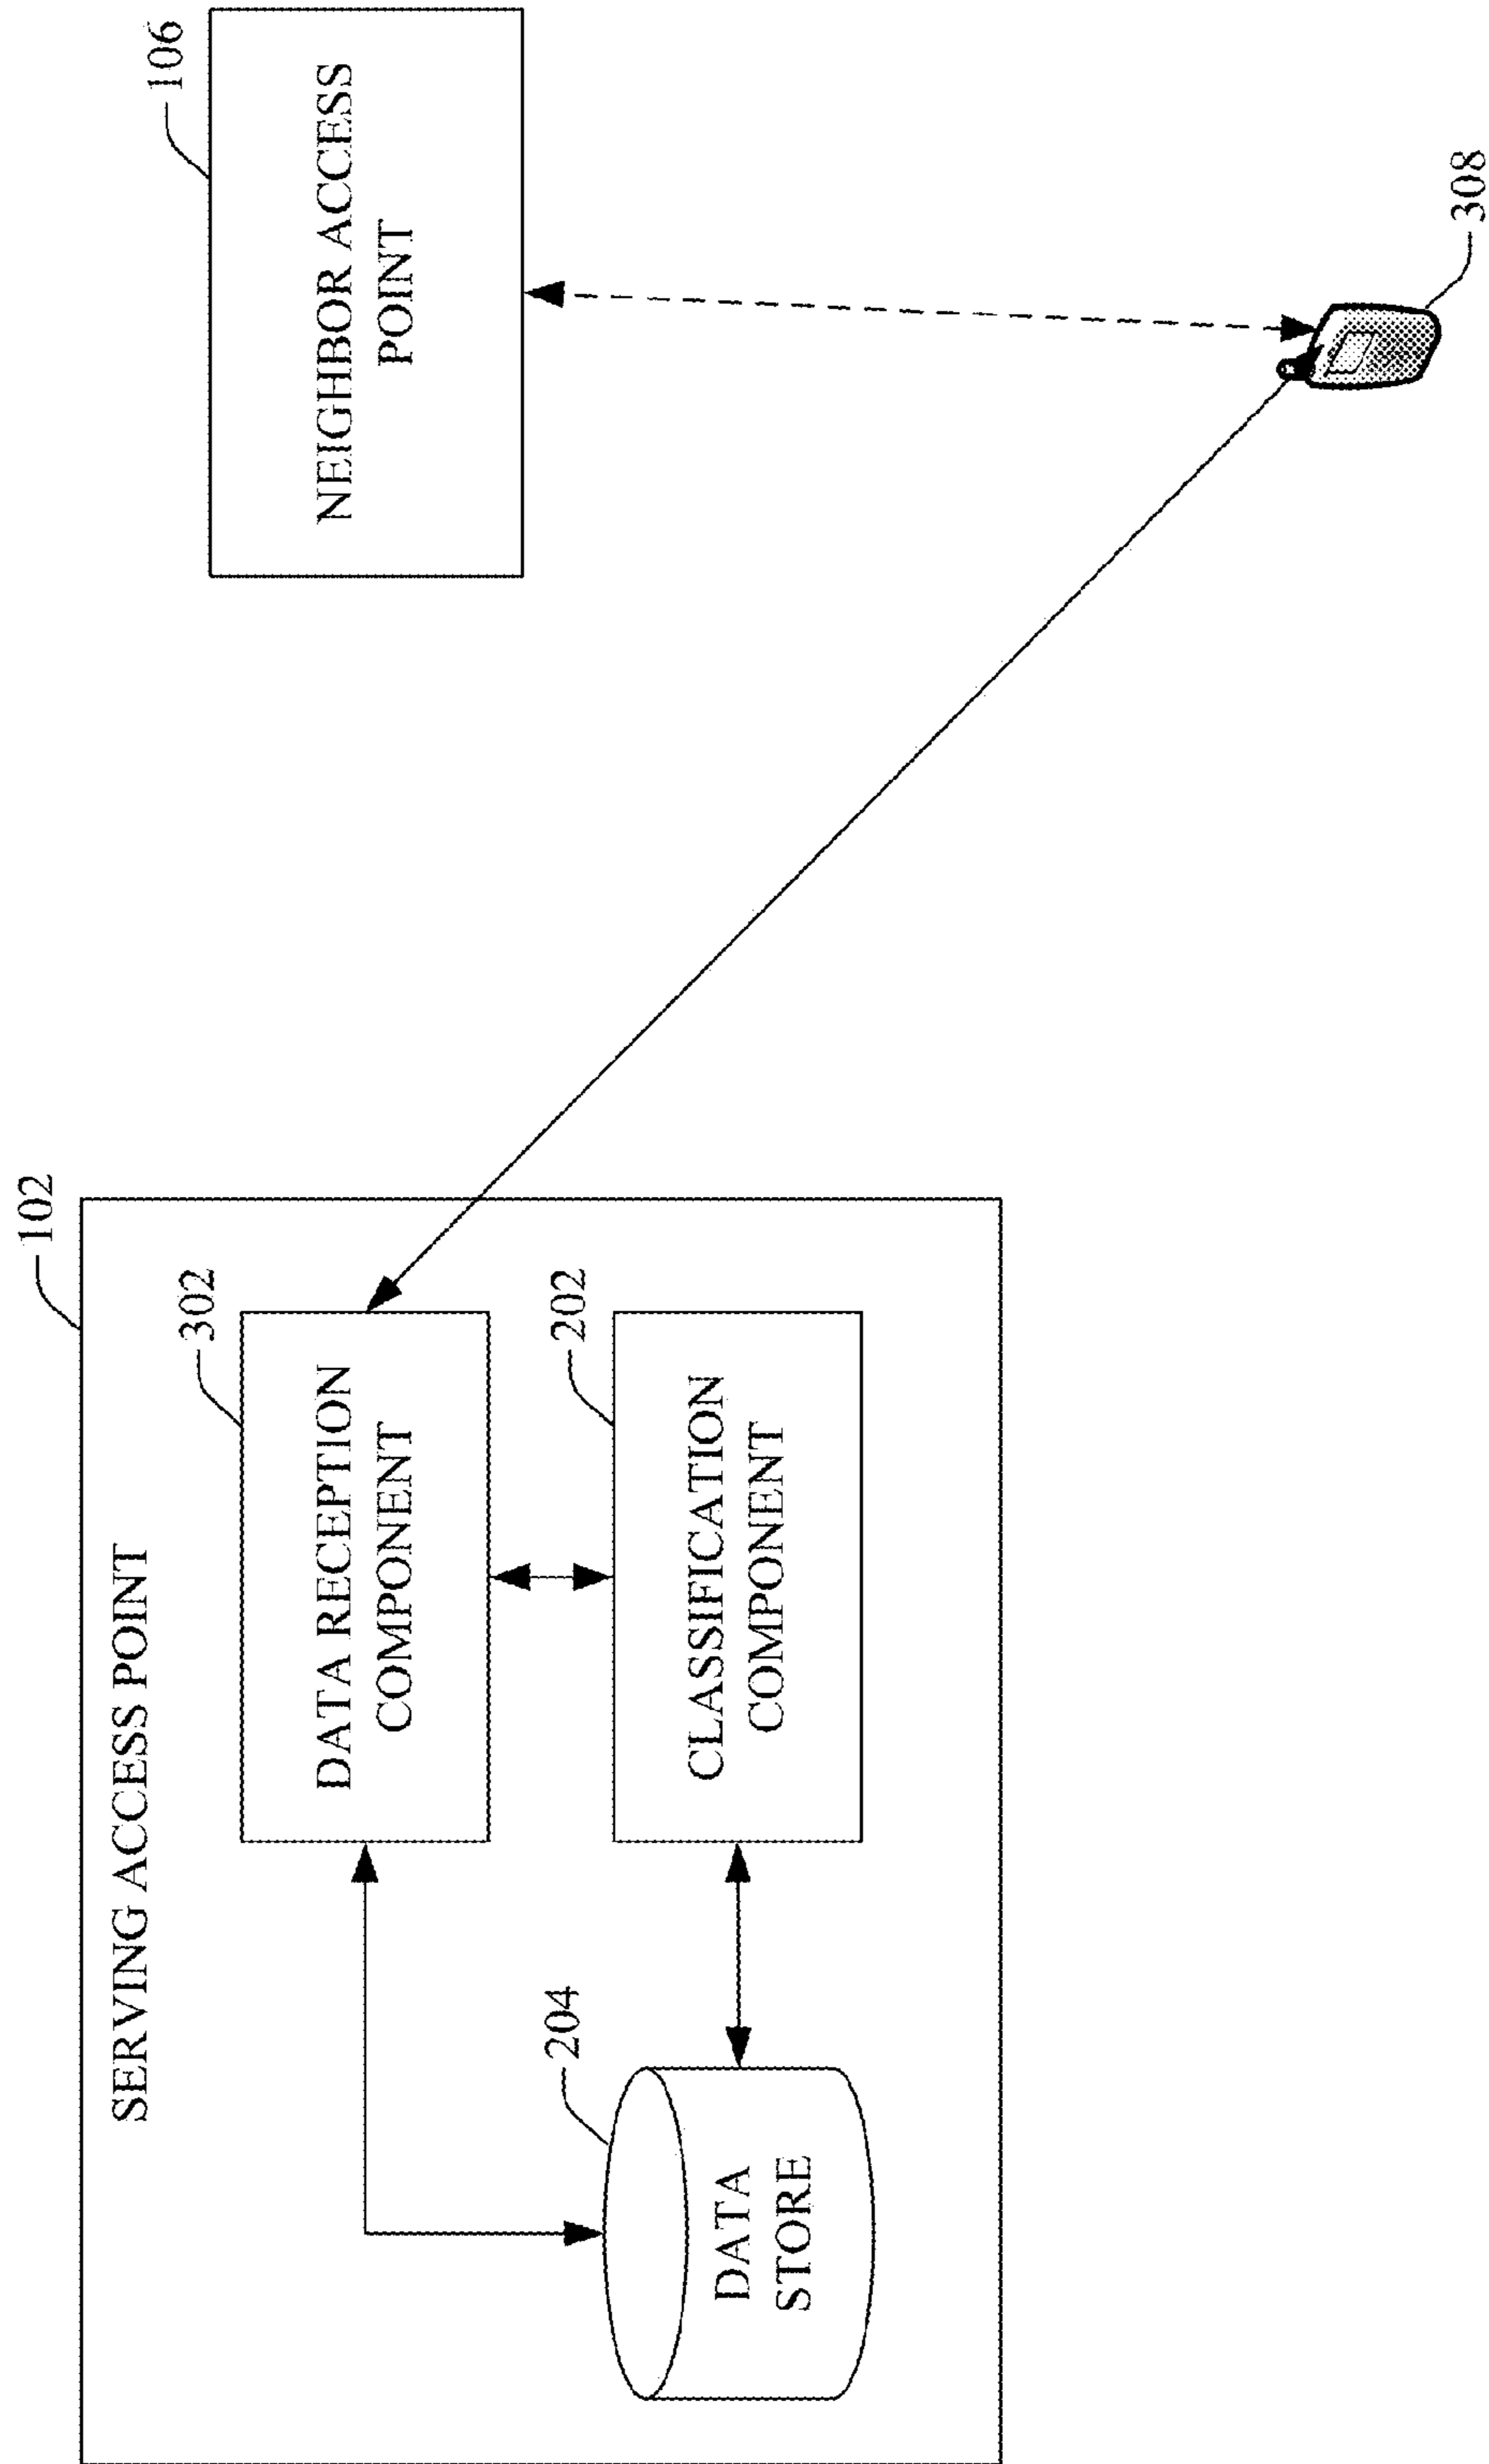 102
SERVING ACCESS POINT
302
DATA RECEPTION
COMPONENT
204
DATA
STORE
202
CLASSIFICATION
COMPONENT
106
NEIGHBOR ACCESS
POINT
308